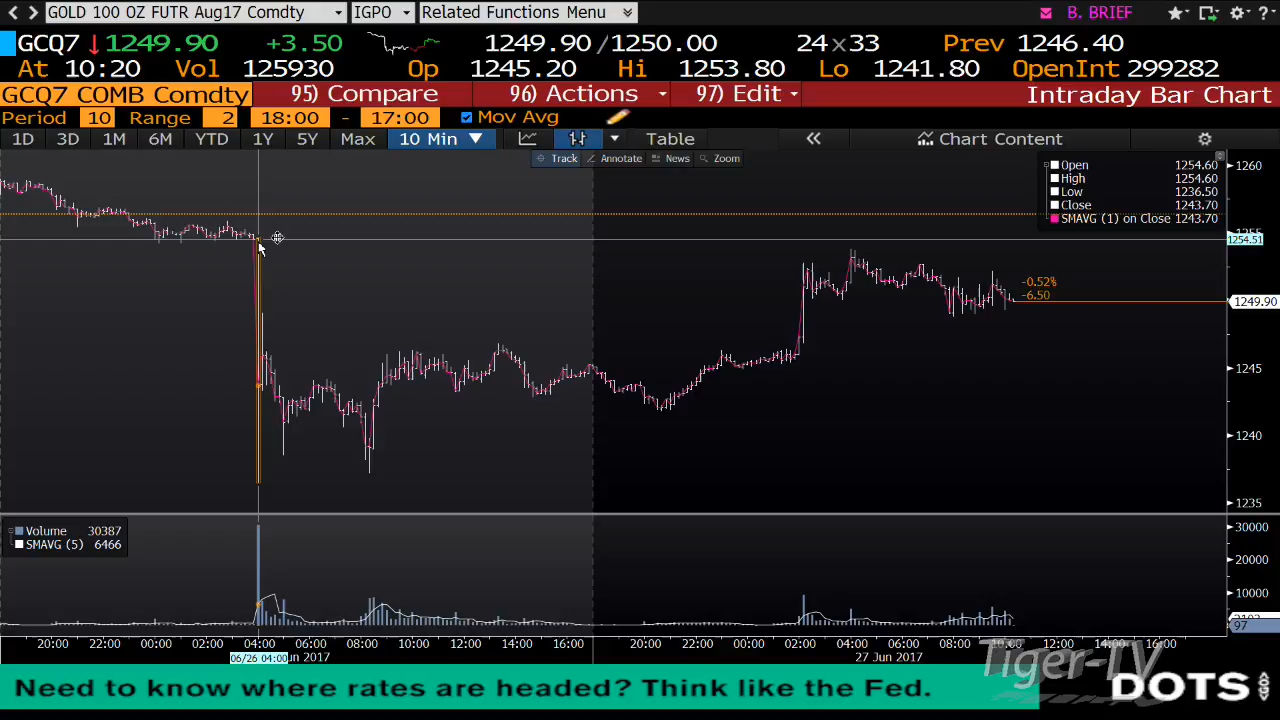 GOLD 100 OZ FUTR Aug17 Comdty IGPO Related Functions Menu B. BRIEF ?
GCQ7 1249.90 +3.50 1249.90/1250.00 24x33 Prev 1246.40
At 10:20 Vol 125930 Op 1245.20 Hi 1253.80 Lo 1241.80 OpenInt 299282
GCQ7 COMB Comdty 95) Compare 96) Actions 97) Edit Intraday Bar Chart
Period 10 Range 2 18:00 - 17:00 Mov Avg
1D 3D 1M 6M YTD 1Y 5Y Max 10 Min Table Chart Content
Track Annotate News Zoom
Open 1254.60
High 1254.60
Low 1236.50
Close 1243.70
SMAVG (1) on Close 1243.70
1260
1255
1254.51
-0.52%
-6.50
1249.90
1245
1240
1235
Volume 30387
SMAVG (5) 6466
30000
20000
10000
97
20:00 22:00 00:00 02:00 04:00 06:00 08:00 10:00 12:00 14:00 16:00 20:00 22:00 00:00 02:00 04:00 06:00 08:00 10:00 12:00 14:00 16:00
06/26 04:00 un 2017 27 Jun 2017
Tiger-TV
Need to know where rates are headed? Think like the Fed.
DOTS